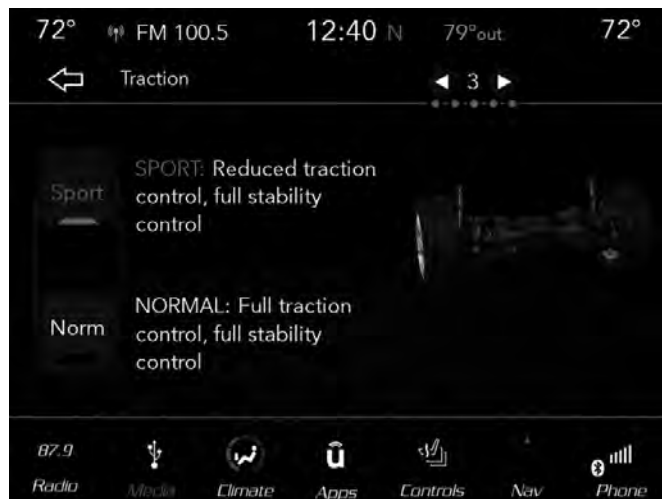 72° FM 100.5 12:40 N 79°out 72°
Traction ◄ 3 ►
SPORT: Reduced traction
control, full stability
control
Sport
NORMAL: Full traction
control, full stability
control
Norm
87.9 û
Radio Media Climate Apps Controls Nav Phone